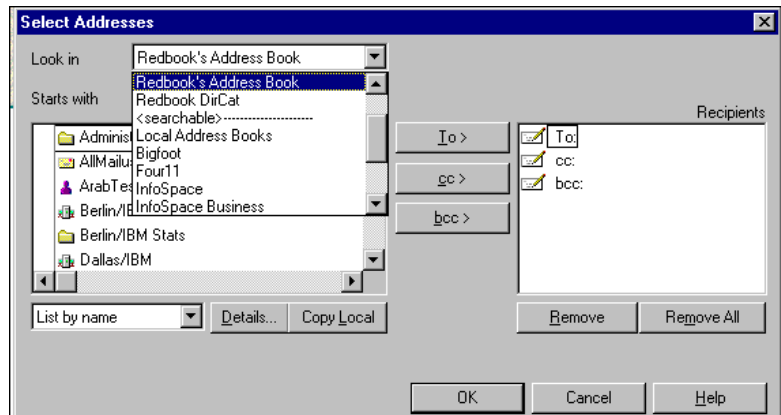 Select Addresses
Look in
Redbook's Address Book
Redbook's Address Book
Redbook DirCat
<searchable>---------------------
Local Address Books
Bigfoot
Four11
InfoSpace
InfoSpace Business
Starts with
Berlin/IBM Stats
Dallas/IBM
List by name
Details...
Copy Local
To >
cc >
bcc >
Recipients
To:
cc:
bcc:
Remove
Remove All
OK
Cancel
Help